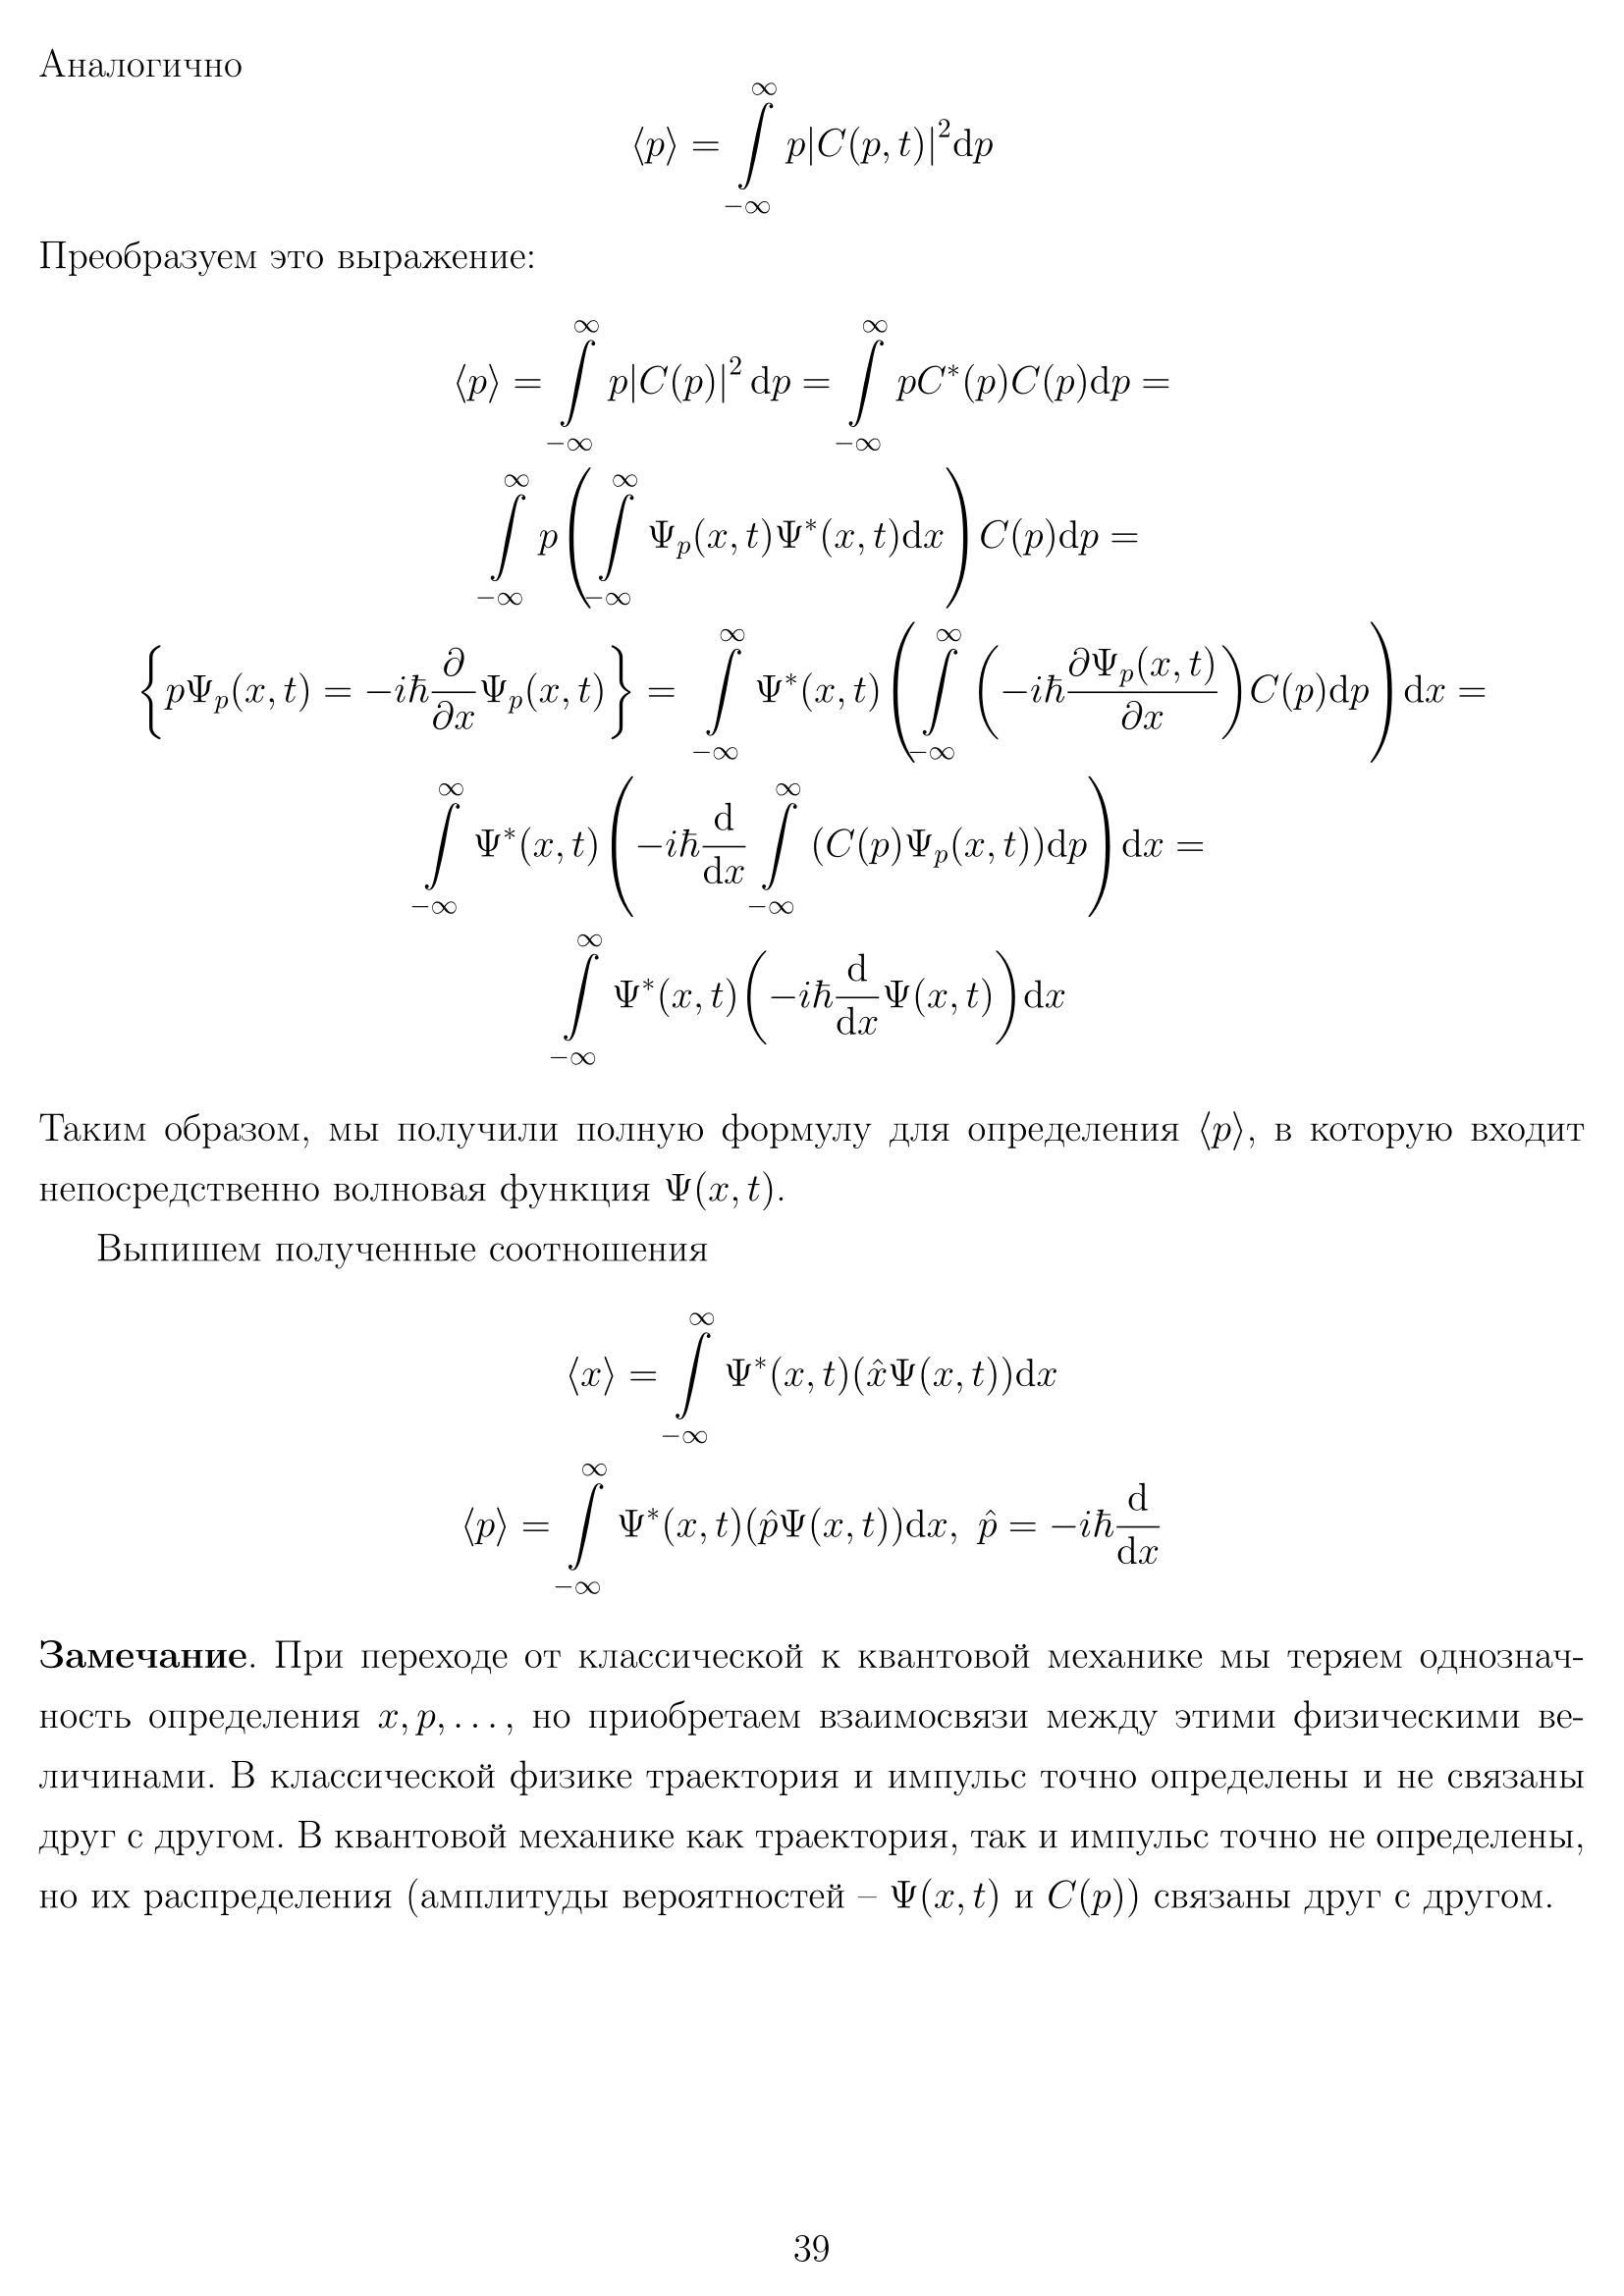 Аналогично
$$\langle p \rangle = \int\limits_{-\infty}^{\infty} p|C(p,t)|^2 \mathrm{d}p$$
Преобразуем это выражение:
$$\langle p \rangle = \int\limits_{-\infty}^{\infty} p|C(p)|^2 \, \mathrm{d}p = \int\limits_{-\infty}^{\infty} pC^*(p)C(p)\mathrm{d}p =$$
$$\int\limits_{-\infty}^{\infty} p\left(\int\limits_{-\infty}^{\infty} \Psi_p(x,t)\Psi^*(x,t)\mathrm{d}x\right)C(p)\mathrm{d}p =$$
$$\left\{p\Psi_p(x,t) = -i\hbar\frac{\partial}{\partial x}\Psi_p(x,t)\right\} = \int\limits_{-\infty}^{\infty} \Psi^*(x,t)\left(\int\limits_{-\infty}^{\infty} \left(-i\hbar\frac{\partial\Psi_p(x,t)}{\partial x}\right)C(p)\mathrm{d}p\right)\mathrm{d}x =$$
$$\int\limits_{-\infty}^{\infty} \Psi^*(x,t)\left(-i\hbar\frac{\mathrm{d}}{\mathrm{d}x}\int\limits_{-\infty}^{\infty} (C(p)\Psi_p(x,t))\mathrm{d}p\right)\mathrm{d}x =$$
$$\int\limits_{-\infty}^{\infty} \Psi^*(x,t)\left(-i\hbar\frac{\mathrm{d}}{\mathrm{d}x}\Psi(x,t)\right)\mathrm{d}x$$
Таким образом, мы получили полную формулу для определения $\langle p \rangle$, в которую входит
непосредственно волновая функция $\Psi(x,t)$.
Выпишем полученные соотношения
$$\langle x \rangle = \int\limits_{-\infty}^{\infty} \Psi^*(x,t)(\hat{x}\Psi(x,t))\mathrm{d}x$$
$$\langle p \rangle = \int\limits_{-\infty}^{\infty} \Psi^*(x,t)(\hat{p}\Psi(x,t))\mathrm{d}x, \ \hat{p} = -i\hbar\frac{\mathrm{d}}{\mathrm{d}x}$$
Замечание. При переходе от классической к квантовой механике мы теряем однознач-
ность определения $x, p, \ldots$, но приобретаем взаимосвязи между этими физическими ве-
личинами. В классической физике траектория и импульс точно определены и не связаны
друг с другом. В квантовой механике как траектория, так и импульс точно не определены,
но их распределения (амплитуды вероятностей – $\Psi(x,t)$ и $C(p)$) связаны друг с другом.
39